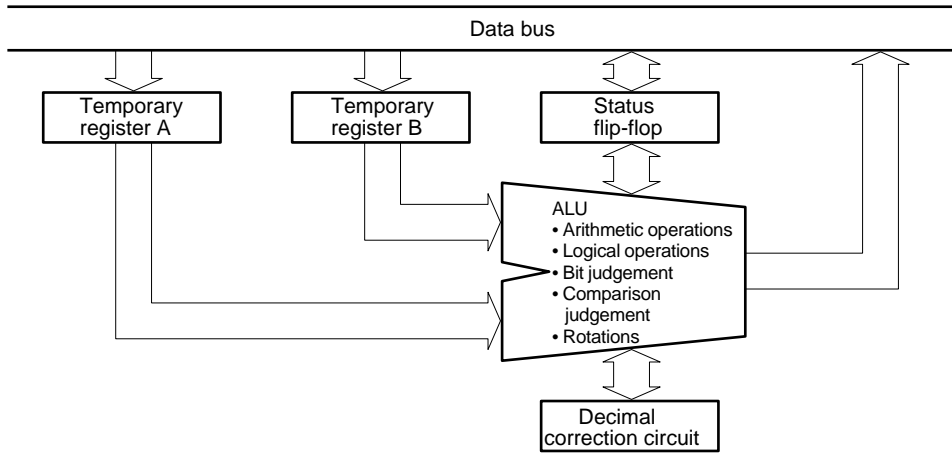 Data bus
Temporary
register A
Temporary
register B
Status
flip-flop
ALU
• Arithmetic operations
• Logical operations
• Bit judgement
• Comparison
judgement
• Rotations
Decimal
correction circuit